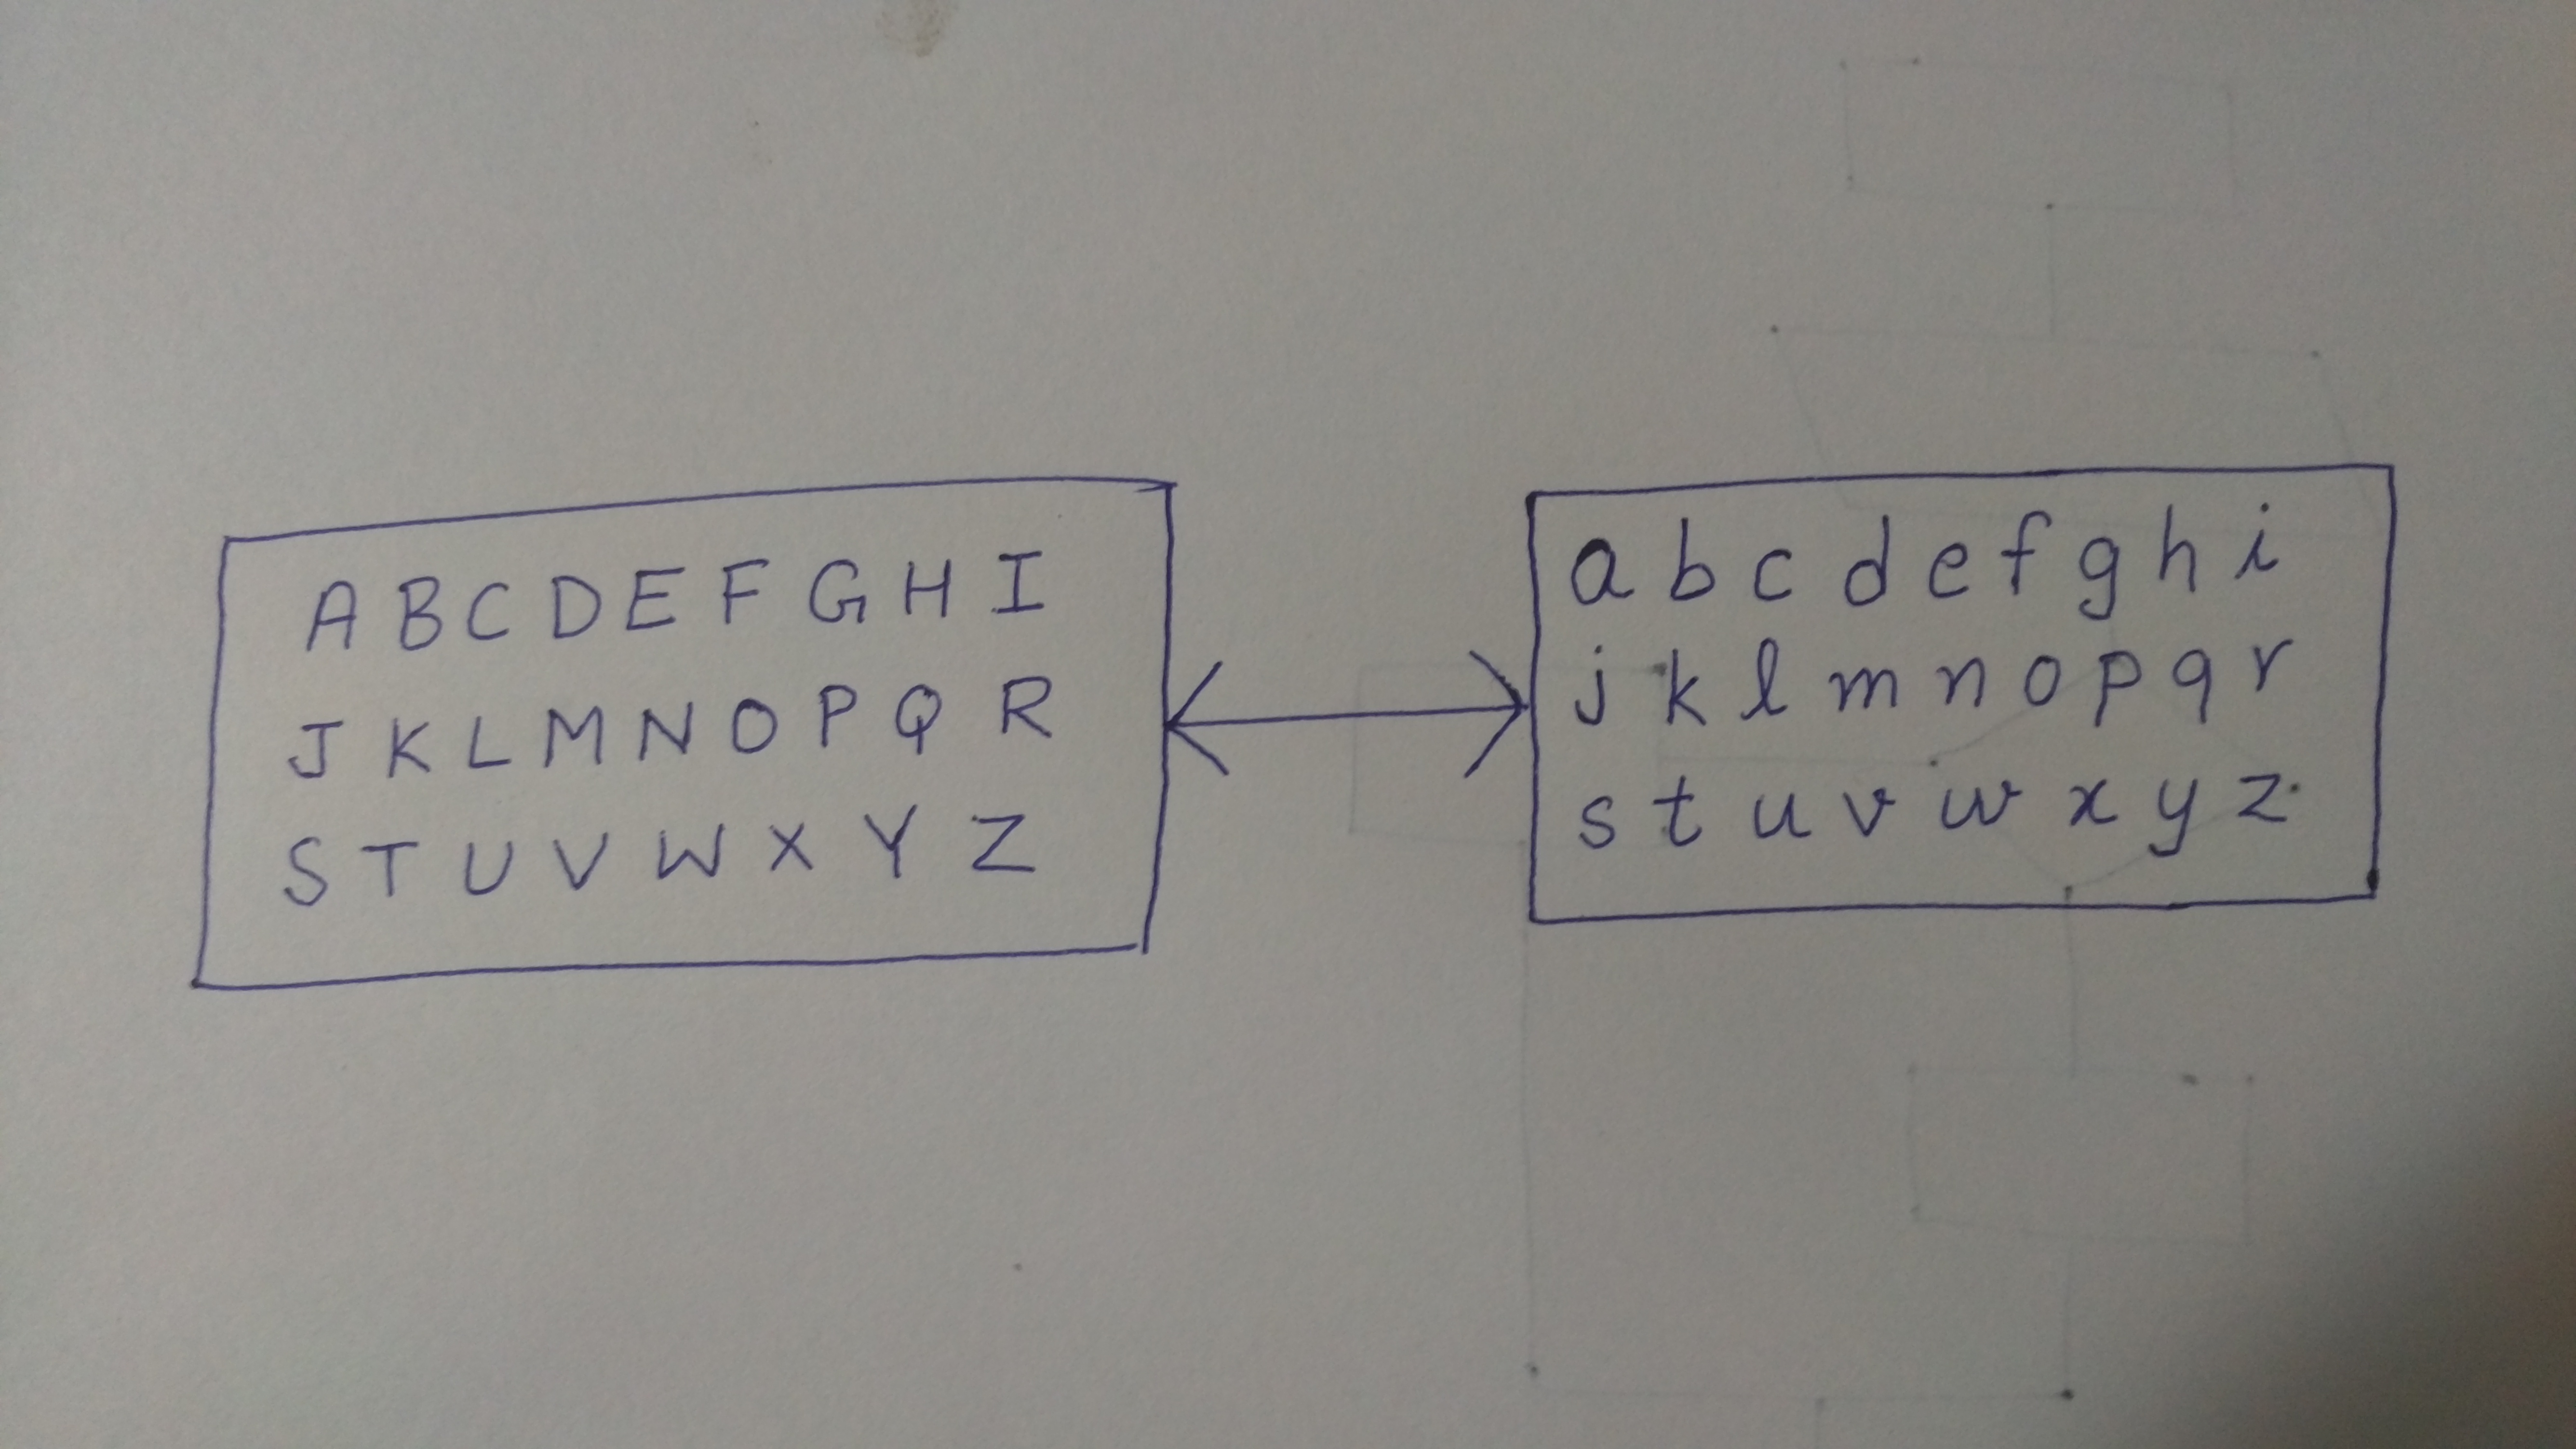 A B C D E F G H I
J K L M N O P Q R
S T U V W X Y Z
a b c d e f g h i
j k l m n o p q r
s t u v w x y z